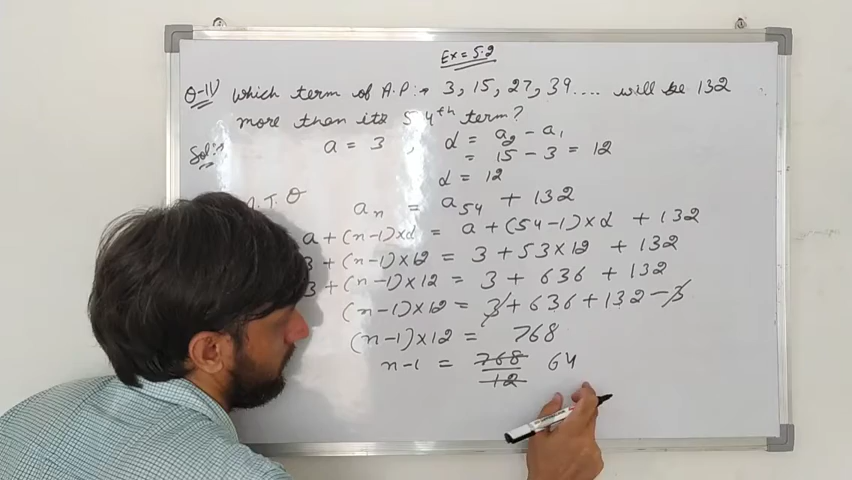 Ex = 5.2
Q-11) Which term of A.P:→ 3, 15, 27, 39.... will be 132
more than its 54th term?
Sol:→ a = 3 , d = a₂ - a₁
= 15 - 3 = 12
d = 12
A.T.Q
aₙ = a₅₄ + 132
a + (n-1)×d = a + (54-1)×d + 132
3 + (n-1)×12 = 3 + 53×12 + 132
3 + (n-1)×12 = 3 + 636 + 132
(n-1)×12 = 3 + 636 + 132 - 3
(n-1)×12 = 768
n-1 = 768/12 64